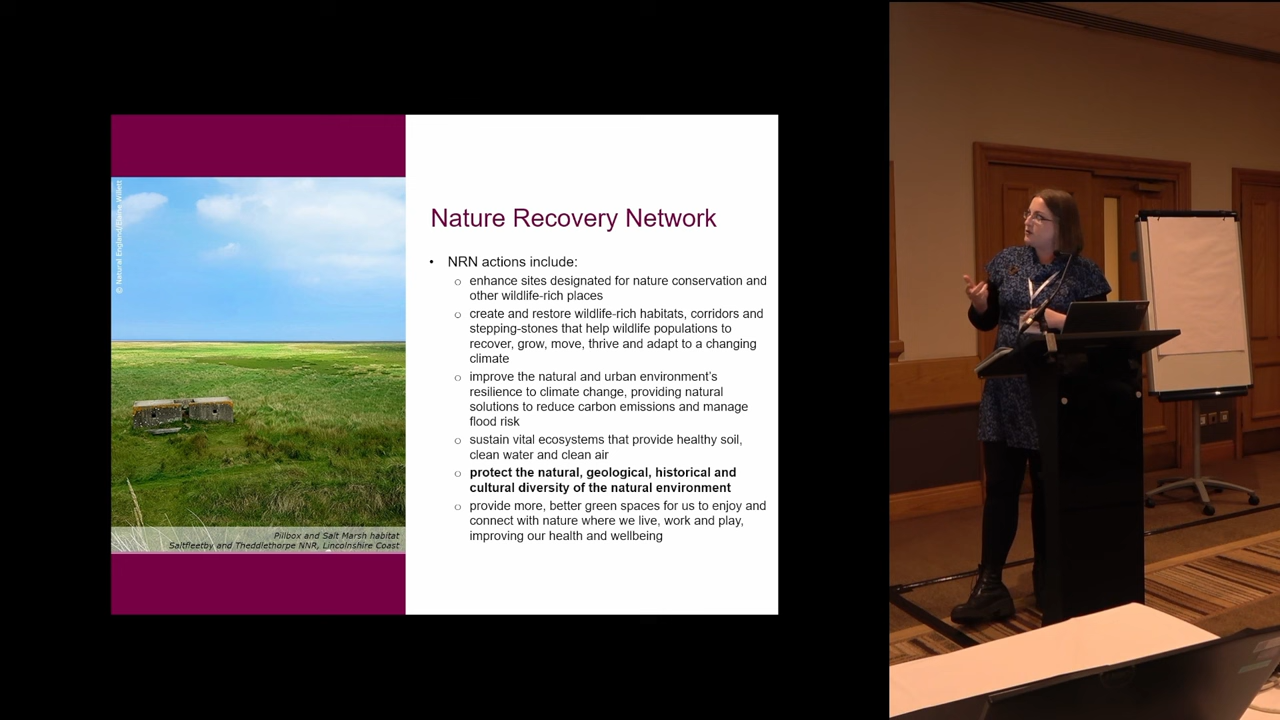 © Natural England/Elaine Willett
Nature Recovery Network
• NRN actions include:
o enhance sites designated for nature conservation and
other wildlife-rich places
o create and restore wildlife-rich habitats, corridors and
stepping-stones that help wildlife populations to
recover, grow, move, thrive and adapt to a changing
climate
o improve the natural and urban environment's
resilience to climate change, providing natural
solutions to reduce carbon emissions and manage
flood risk
o sustain vital ecosystems that provide healthy soil,
clean water and clean air
o protect the natural, geological, historical and
cultural diversity of the natural environment
o provide more, better green spaces for us to enjoy and
connect with nature where we live, work and play,
improving our health and wellbeing
Pillbox and Salt Marsh habitat
Saltfleetby and Theddlethorpe NNR, Lincolnshire Coast